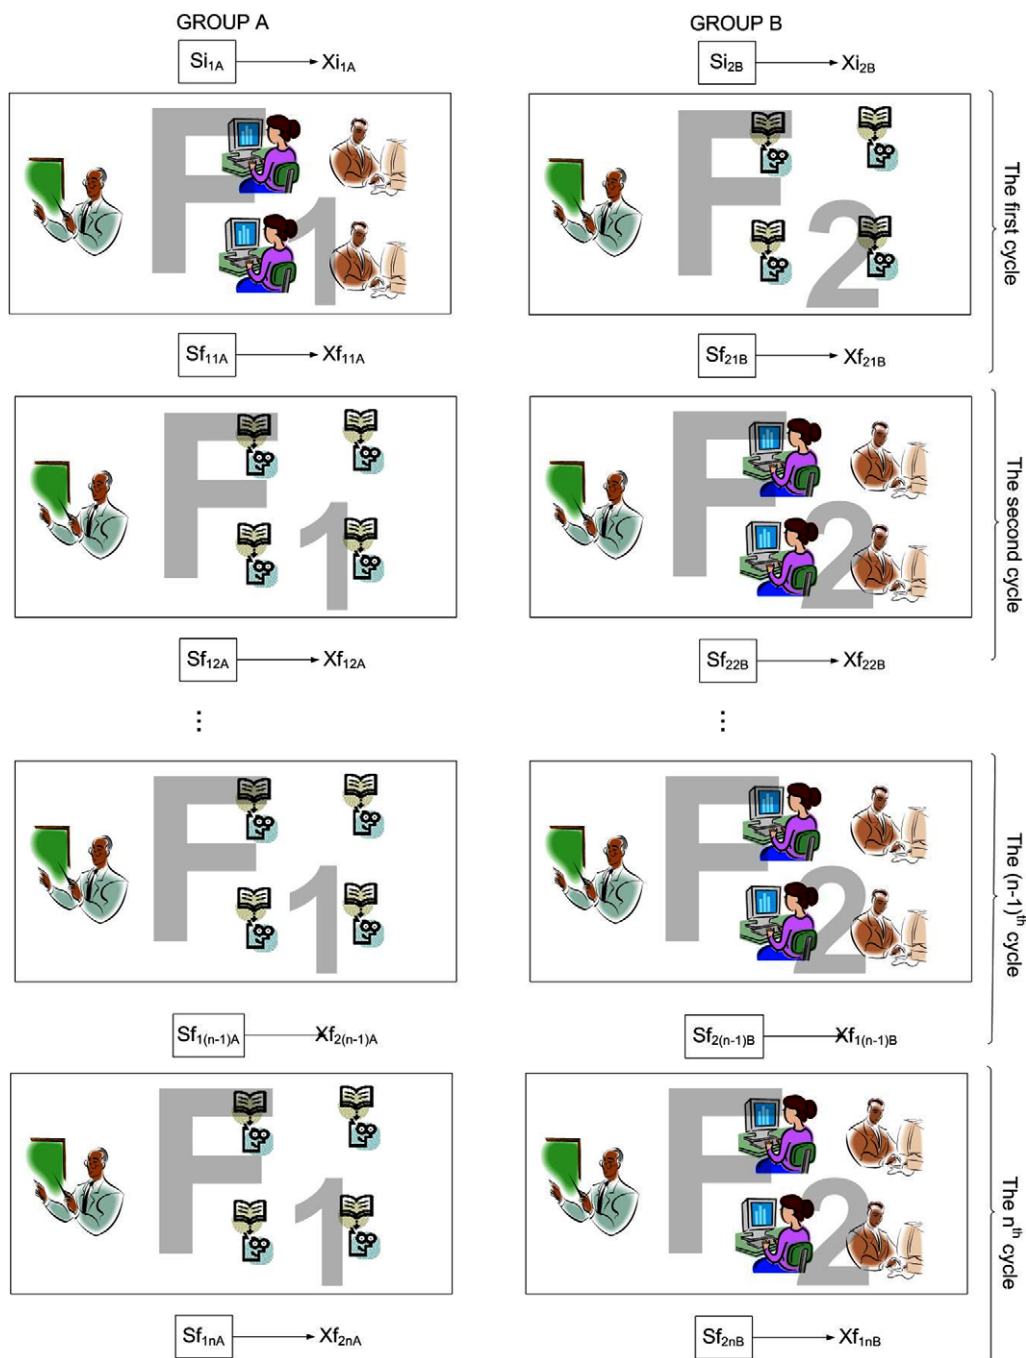 GROUP A
GROUP B
Si1A Xi1A
Si2B Xi2B
F1
F2
The first cycle
Sf11A Xf11A
Sf21B Xf21B
F1
F2
The second cycle
Sf12A Xf12A
Sf22B Xf22B
⋮
⋮
F1
F2
The (n-1)th cycle
Sf1(n-1)A Xf2(n-1)A
Sf2(n-1)B Xf1(n-1)B
F1
F2
The nth cycle
Sf1nA Xf2nA
Sf2nB Xf1nB